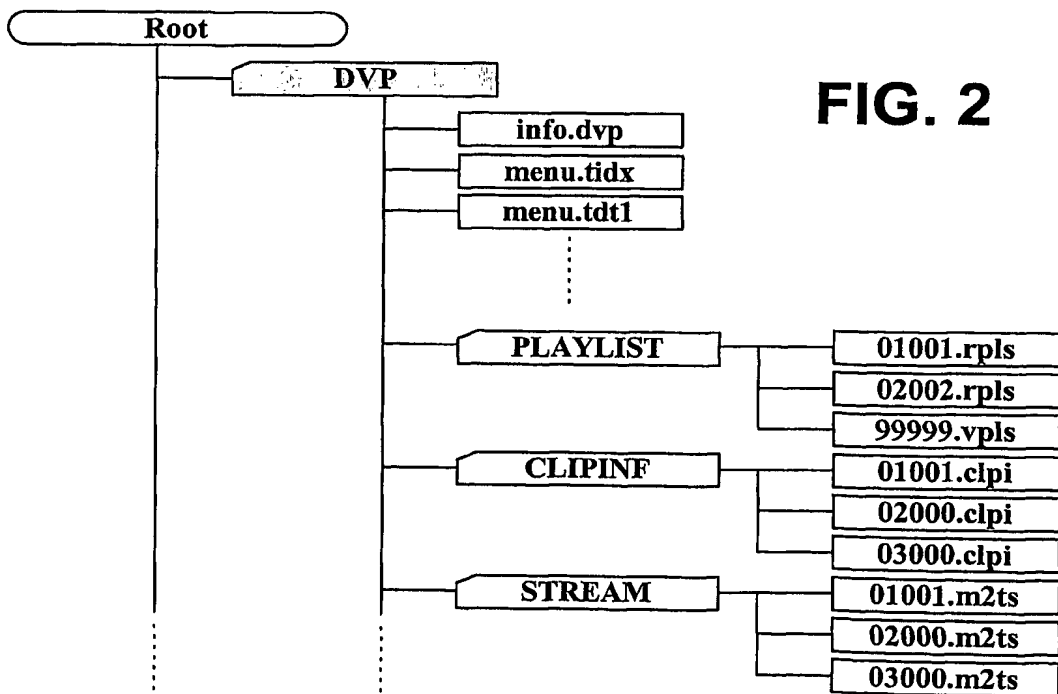 Root
DVP
FIG. 2
info.dvp
menu.tidx
menu.tdt1
PLAYLIST
01001.rpls
02002.rpls
99999.vpls
CLIPINF
01001.clpi
02000.clpi
03000.clpi
STREAM
01001.m2ts
02000.m2ts
03000.m2ts